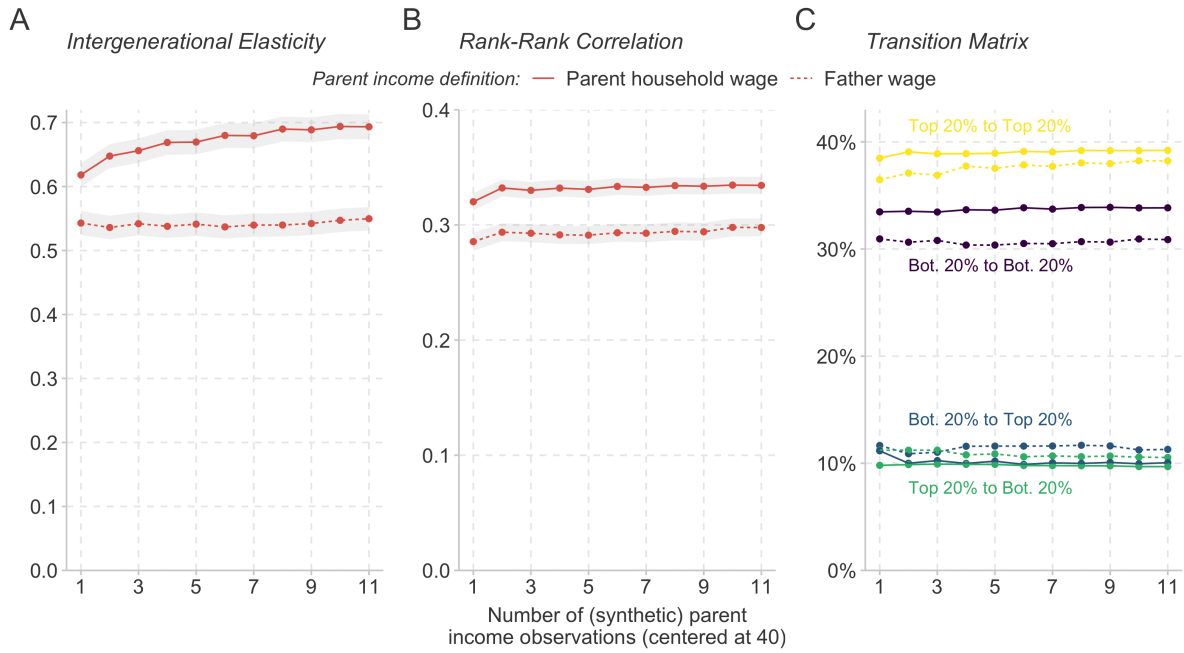 A
B
C
Intergenerational Elasticity
Rank-Rank Correlation
Transition Matrix
Parent income definition: Parent household wage Father wage
0.7
0.6
0.5
0.4
0.3
0.2
0.1
0.0
1 3 5 7 9 11
0.4
0.3
0.2
0.1
0.0
1 3 5 7 9 11
Number of (synthetic) parent
income observations (centered at 40)
40%
30%
20%
10%
0%
Top 20% to Top 20%
Bot. 20% to Bot. 20%
Bot. 20% to Top 20%
Top 20% to Bot. 20%
1 3 5 7 9 11